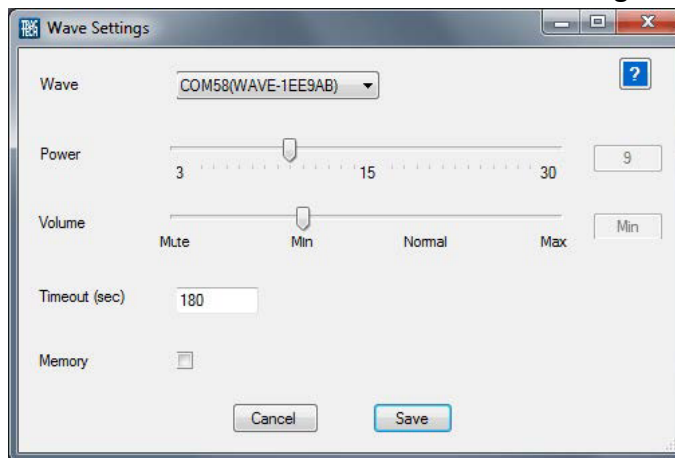 Wave Settings
Wave COM58(WAVE-1EE9AB) ?
Power 3 15 30 9
Volume Mute Min Normal Max Min
Timeout (sec) 180
Memory
Cancel Save